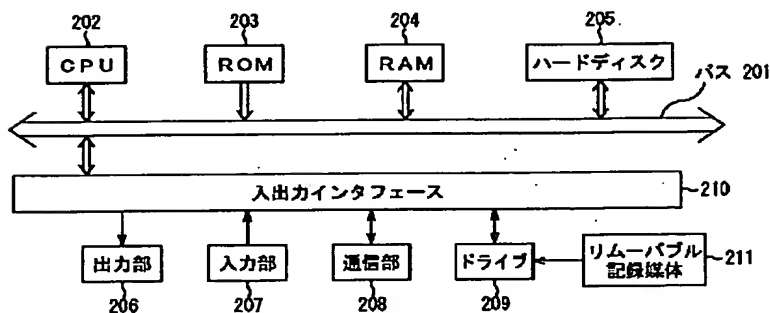 202
203
204
205
CPU
ROM
RAM
ハードディスク
バス 201
入出力インタフェース
210
出力部
入力部
通信部
ドライブ
リムーバブル
記録媒体
206
207
208
209
211